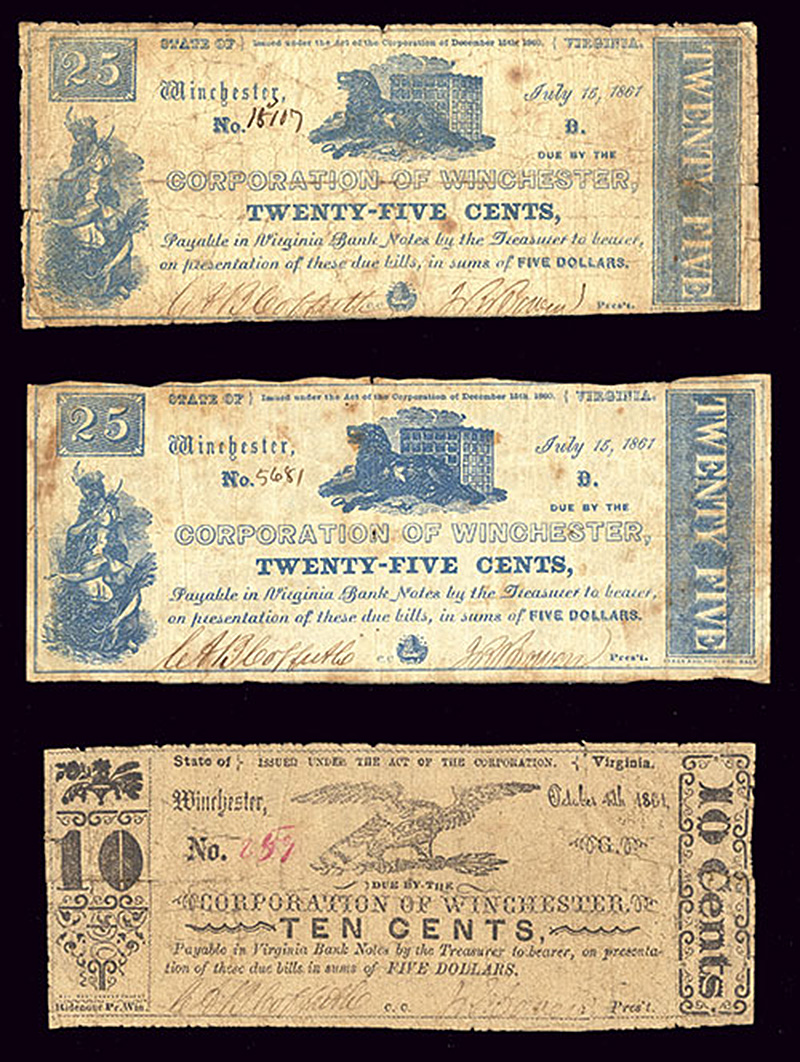 25
STATE OF } Issued under the Act of the Corporation of December 15th 1860. { VIRGINIA.
Winchester,
July 15, 1861
No. 15107
B.
DUE BY THE
CORPORATION OF WINCHESTER,
TWENTY-FIVE CENTS,
Payable in Virginia Bank Notes by the Treasurer to bearer,
on presentation of these due bills, in sums of FIVE DOLLARS.
Pres't.
TWENTY FIVE
25
STATE OF } Issued under the Act of the Corporation of December 15th. 1860. { VIRGINIA.
Winchester,
July 15, 1861
No. 5681
D.
DUE BY THE
CORPORATION OF WINCHESTER,
TWENTY-FIVE CENTS,
Payable in Virginia Bank Notes by the Treasurer to bearer,
on presentation of these due bills, in sums of FIVE DOLLARS.
C C
Pres't.
TWENTY FIVE
State of } ISSUED UNDER THE ACT OF THE CORPORATION. { Virginia.
Winchester,
October 4th 1861,
10
No.
G.
DUE BY THE
CORPORATION OF WINCHESTER.
TEN CENTS,
Payable in Virginia Bank Notes by the Treasurer to bearer, on presenta-
tion of these due bills in sums of FIVE DOLLARS.
C. C.
Pres't.
Ridenour Pr. Win.
10 Cents